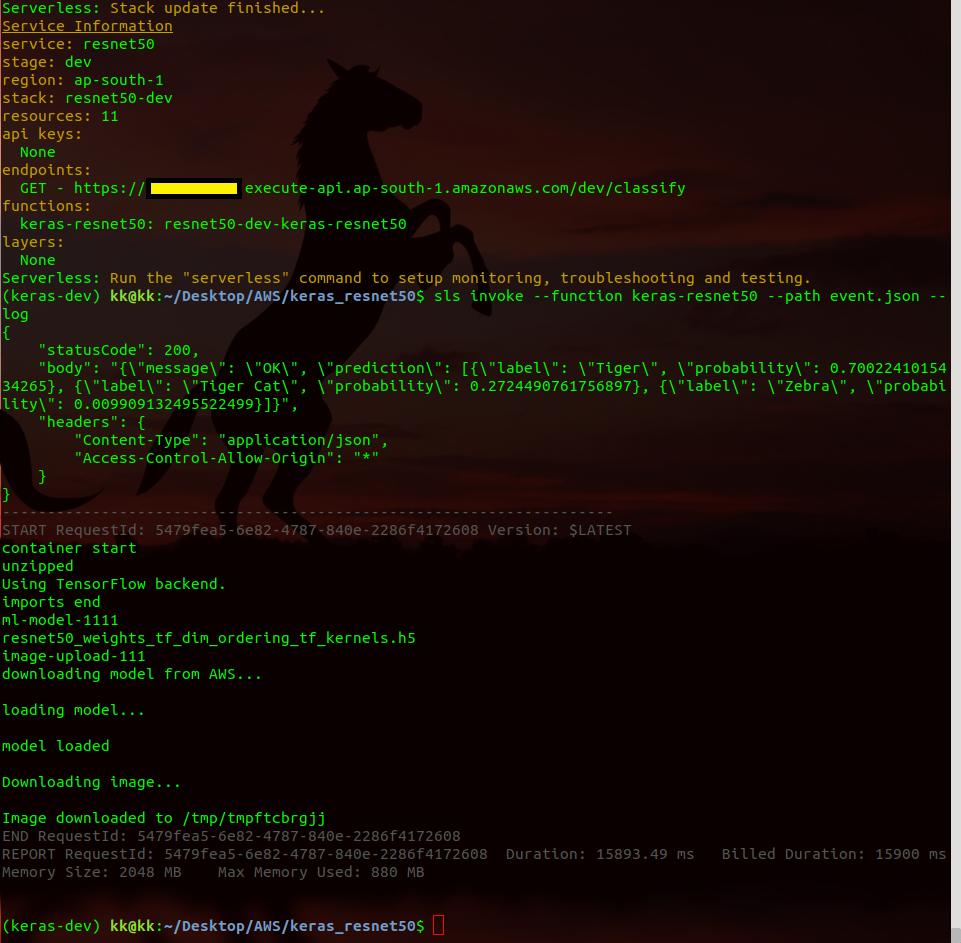 Serverless: Stack update finished...
Service Information
service: resnet50
stage: dev
region: ap-south-1
stack: resnet50-dev
resources: 11
api keys:
  None
endpoints:
  GET - https:// execute-api.ap-south-1.amazonaws.com/dev/classify
functions:
  keras-resnet50: resnet50-dev-keras-resnet50
layers:
  None
Serverless: Run the "serverless" command to setup monitoring, troubleshooting and testing.
(keras-dev) kk@kk:~/Desktop/AWS/keras_resnet50$ sls invoke --function keras-resnet50 --path event.json --
log
{
    "statusCode": 200,
    "body": "{\"message\": \"OK\", \"prediction\": [{\"label\": \"Tiger\", \"probability\": 0.70022410154
34265}, {\"label\": \"Tiger Cat\", \"probability\": 0.2724490761756897}, {\"label\": \"Zebra\", \"probabi
lity\": 0.009909132495522499}]}",
    "headers": {
        "Content-Type": "application/json",
        "Access-Control-Allow-Origin": "*"
    }
}
--------------------------------------------------------------------
START RequestId: 5479fea5-6e82-4787-840e-2286f4172608 Version: $LATEST
container start
unzipped
Using TensorFlow backend.
imports end
ml-model-1111
resnet50_weights_tf_dim_ordering_tf_kernels.h5
image-upload-111
downloading model from AWS...
loading model...
model loaded
Downloading image...
Image downloaded to /tmp/tmpftcbrgjj
END RequestId: 5479fea5-6e82-4787-840e-2286f4172608
REPORT RequestId: 5479fea5-6e82-4787-840e-2286f4172608  Duration: 15893.49 ms   Billed Duration: 15900 ms
Memory Size: 2048 MB    Max Memory Used: 880 MB
(keras-dev) kk@kk:~/Desktop/AWS/keras_resnet50$